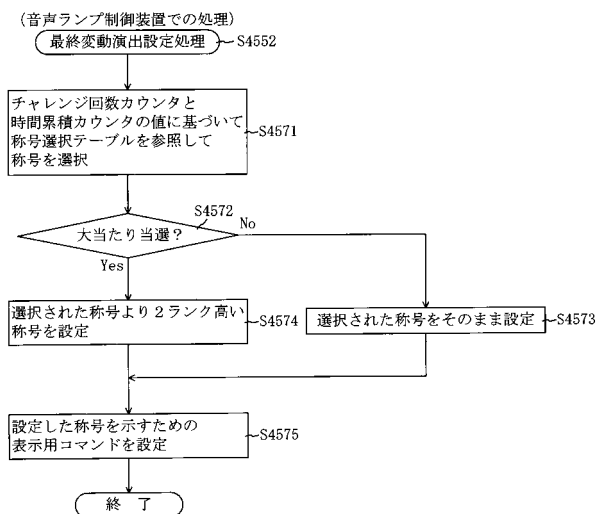 （音声ランプ制御装置での処理）
最終変動演出設定処理
S4552
チャレンジ回数カウンタと
時間累積カウンタの値に基づいて
称号選択テーブルを参照して
称号を選択
S4571
S4572
大当たり当選？
No
Yes
選択された称号より２ランク高い
称号を設定
S4574
選択された称号をそのまま設定
S4573
設定した称号を示すための
表示用コマンドを設定
S4575
終 了